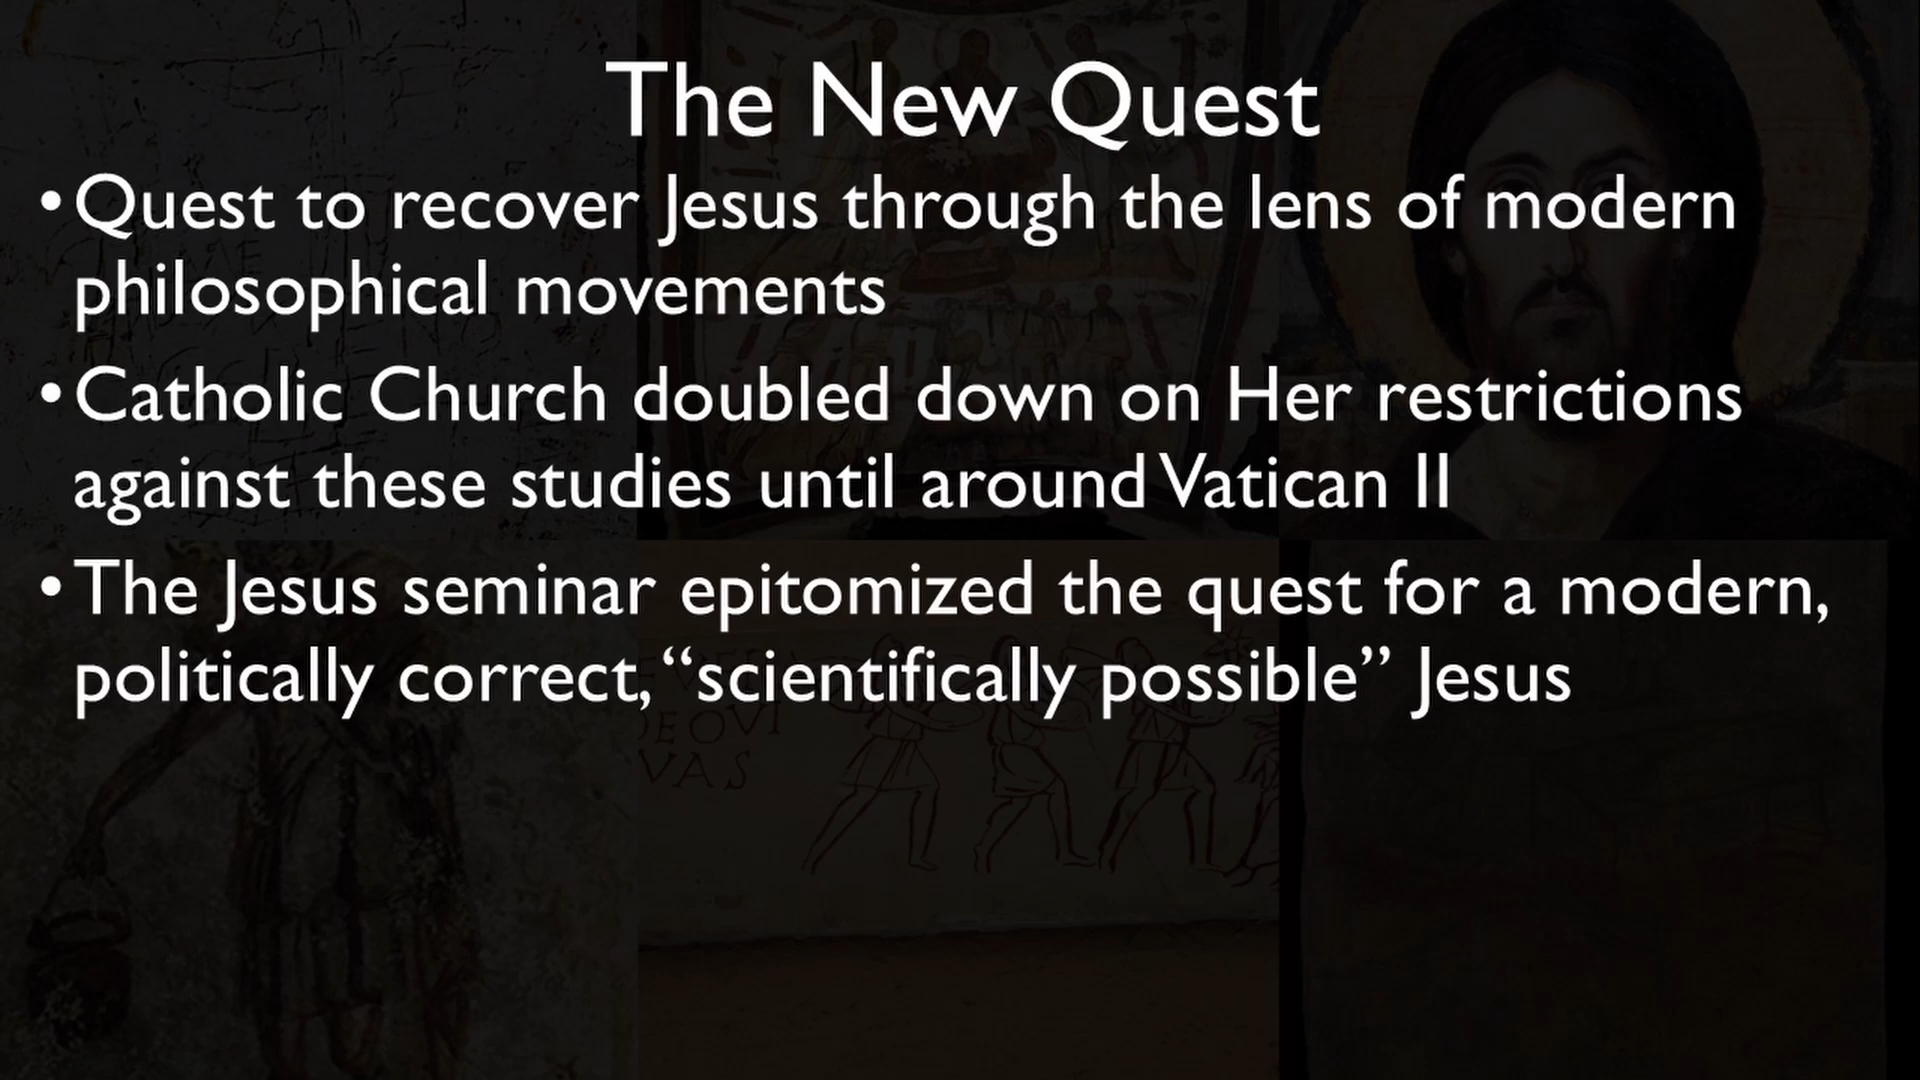 The New Quest
• Quest to recover Jesus through the lens of modern
philosophical movements
• Catholic Church doubled down on Her restrictions
against these studies until around Vatican II
• The Jesus seminar epitomized the quest for a modern,
politically correct, “scientifically possible” Jesus
DEOVI
VAS